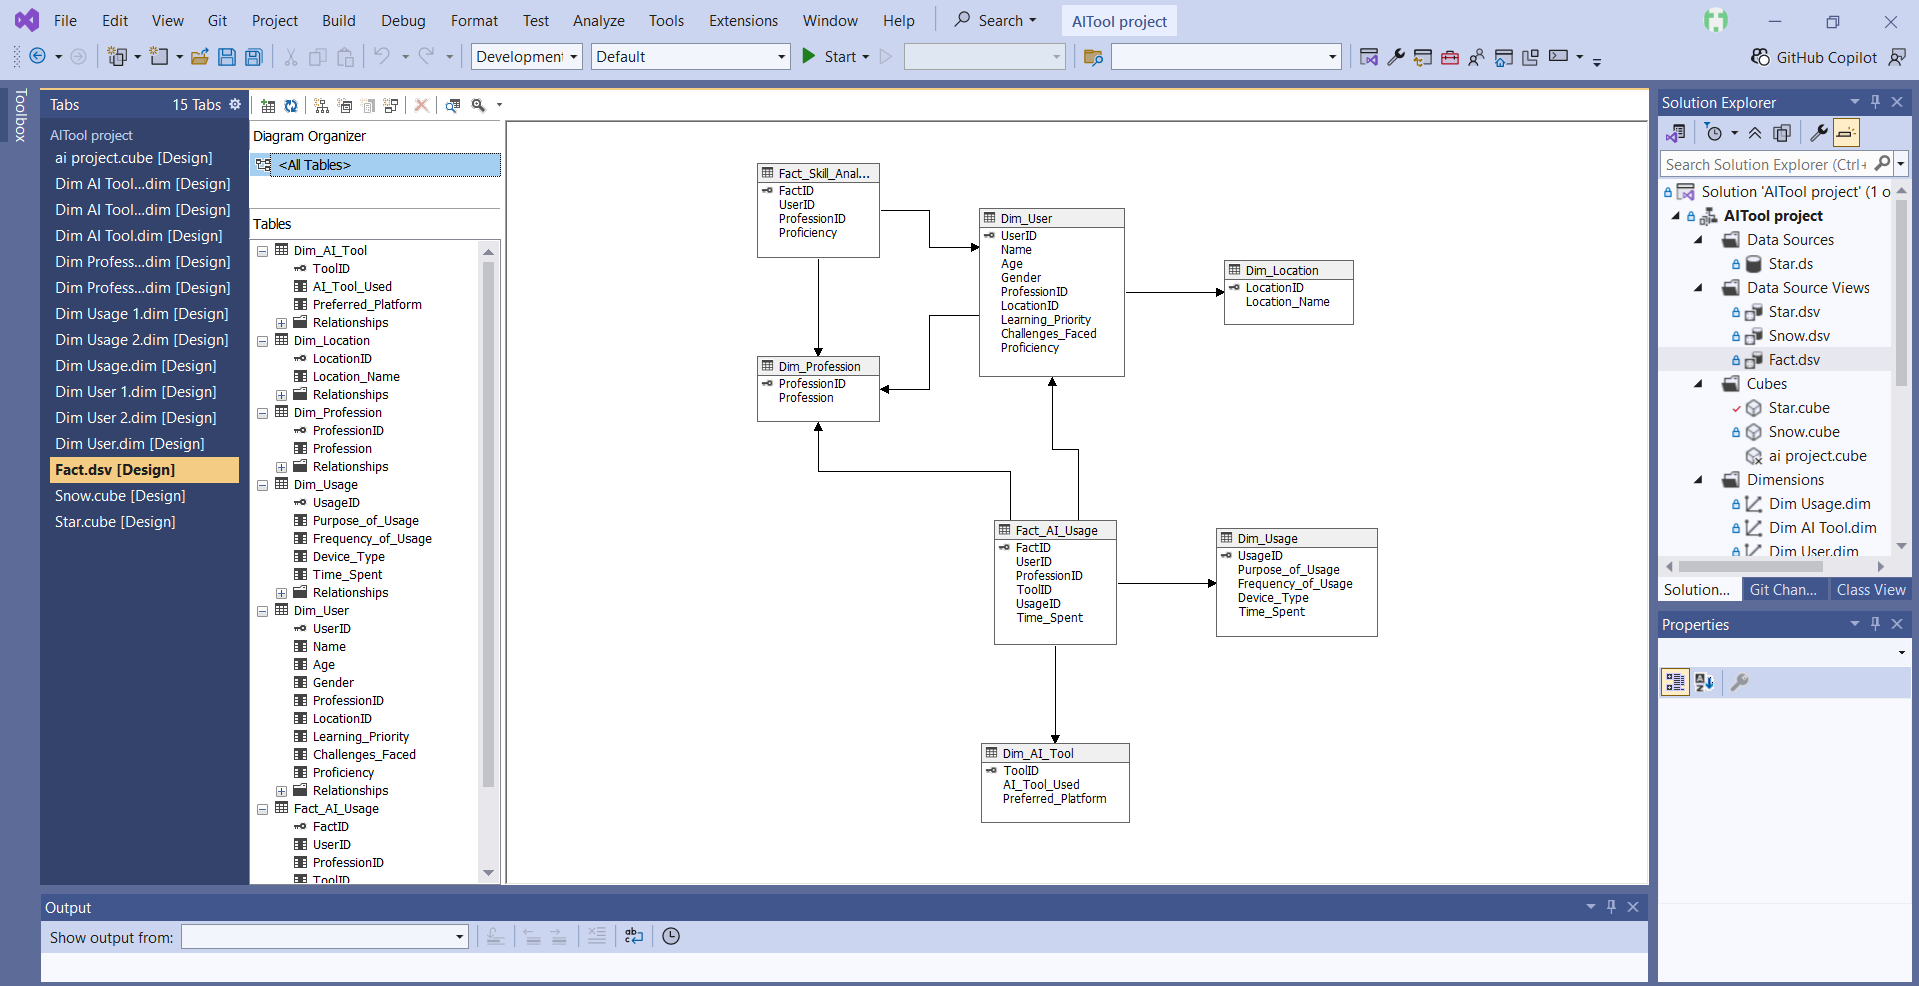 File Edit View Git Project Build Debug Format Test Analyze Tools Extensions Window Help Search AITool project
Development Default Start GitHub Copilot
Toolbox
Tabs 15 Tabs
AITool project
ai project.cube [Design]
Dim AI Tool...dim [Design]
Dim AI Tool...dim [Design]
Dim AI Tool.dim [Design]
Dim Profess...dim [Design]
Dim Profess...dim [Design]
Dim Usage 1.dim [Design]
Dim Usage 2.dim [Design]
Dim Usage.dim [Design]
Dim User 1.dim [Design]
Dim User 2.dim [Design]
Dim User.dim [Design]
Fact.dsv [Design]
Snow.cube [Design]
Star.cube [Design]
Diagram Organizer
<All Tables>
Tables
Dim_AI_Tool
ToolID
AI_Tool_Used
Preferred_Platform
Relationships
Dim_Location
LocationID
Location_Name
Relationships
Dim_Profession
ProfessionID
Profession
Relationships
Dim_Usage
UsageID
Purpose_of_Usage
Frequency_of_Usage
Device_Type
Time_Spent
Relationships
Dim_User
UserID
Name
Age
Gender
ProfessionID
LocationID
Learning_Priority
Challenges_Faced
Proficiency
Relationships
Fact_AI_Usage
FactID
UserID
ProfessionID
ToolID
Fact_Skill_Anal...
FactID
UserID
ProfessionID
Proficiency
Dim_User
UserID
Name
Age
Gender
ProfessionID
LocationID
Learning_Priority
Challenges_Faced
Proficiency
Dim_Location
LocationID
Location_Name
Dim_Profession
ProfessionID
Profession
Fact_AI_Usage
FactID
UserID
ProfessionID
ToolID
UsageID
Time_Spent
Dim_Usage
UsageID
Purpose_of_Usage
Frequency_of_Usage
Device_Type
Time_Spent
Dim_AI_Tool
ToolID
AI_Tool_Used
Preferred_Platform
Solution Explorer
Search Solution Explorer (Ctrl+
Solution 'AITool project' (1 o
AITool project
Data Sources
Star.ds
Data Source Views
Star.dsv
Snow.dsv
Fact.dsv
Cubes
Star.cube
Snow.cube
ai project.cube
Dimensions
Dim Usage.dim
Dim AI Tool.dim
Dim User.dim
Solution... Git Chan... Class View
Properties
Output
Show output from: